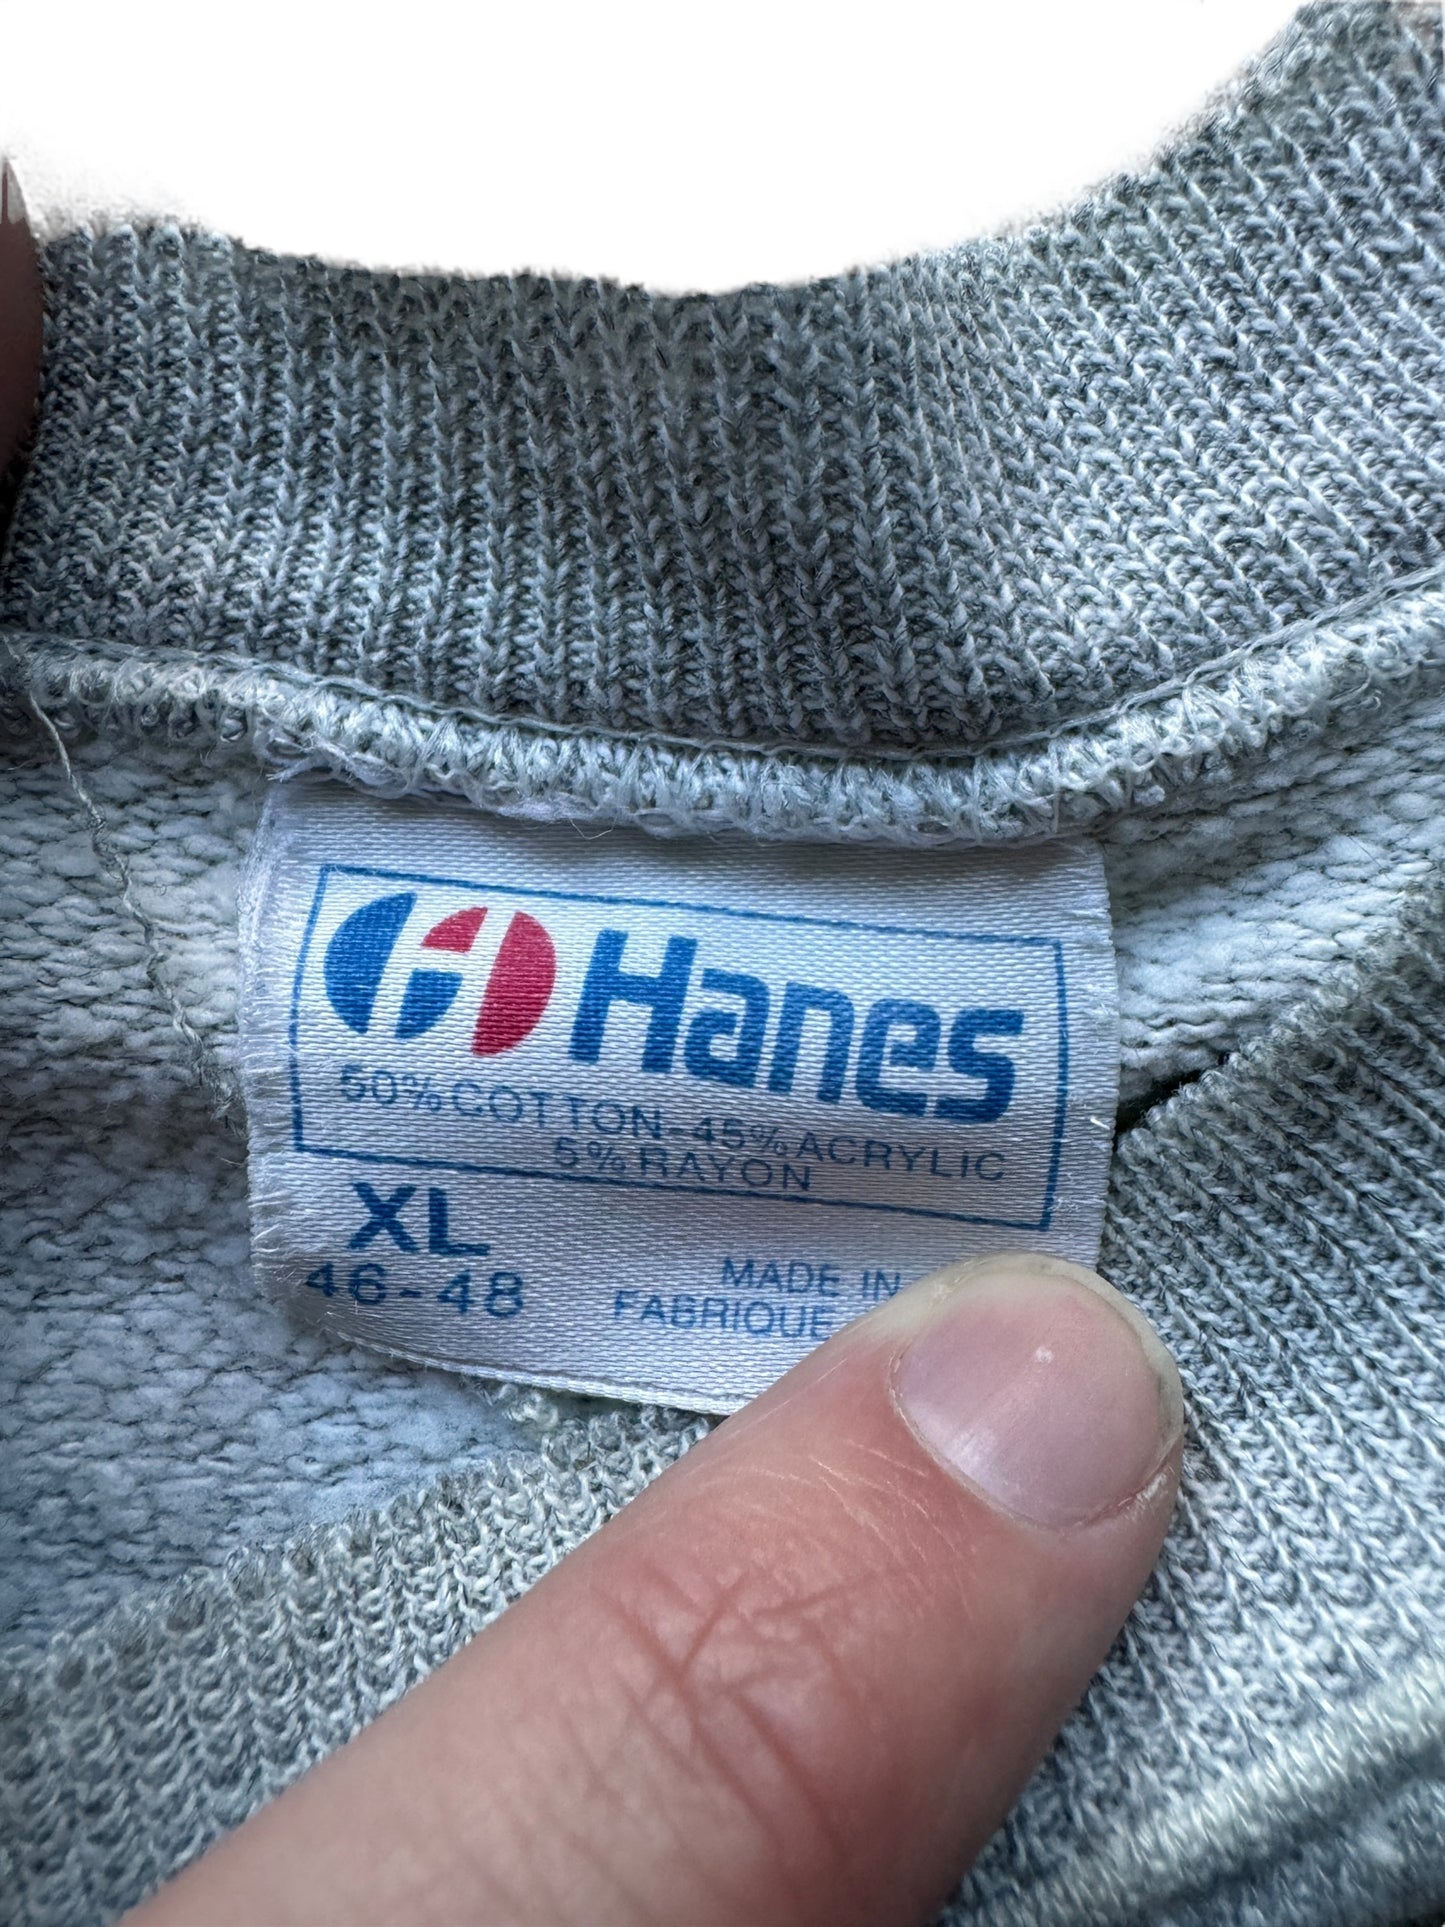 Hanes
50% COTTON-45% ACRYLIC
5% RAYON
XL
46-48
MADE IN
FABRIQUE